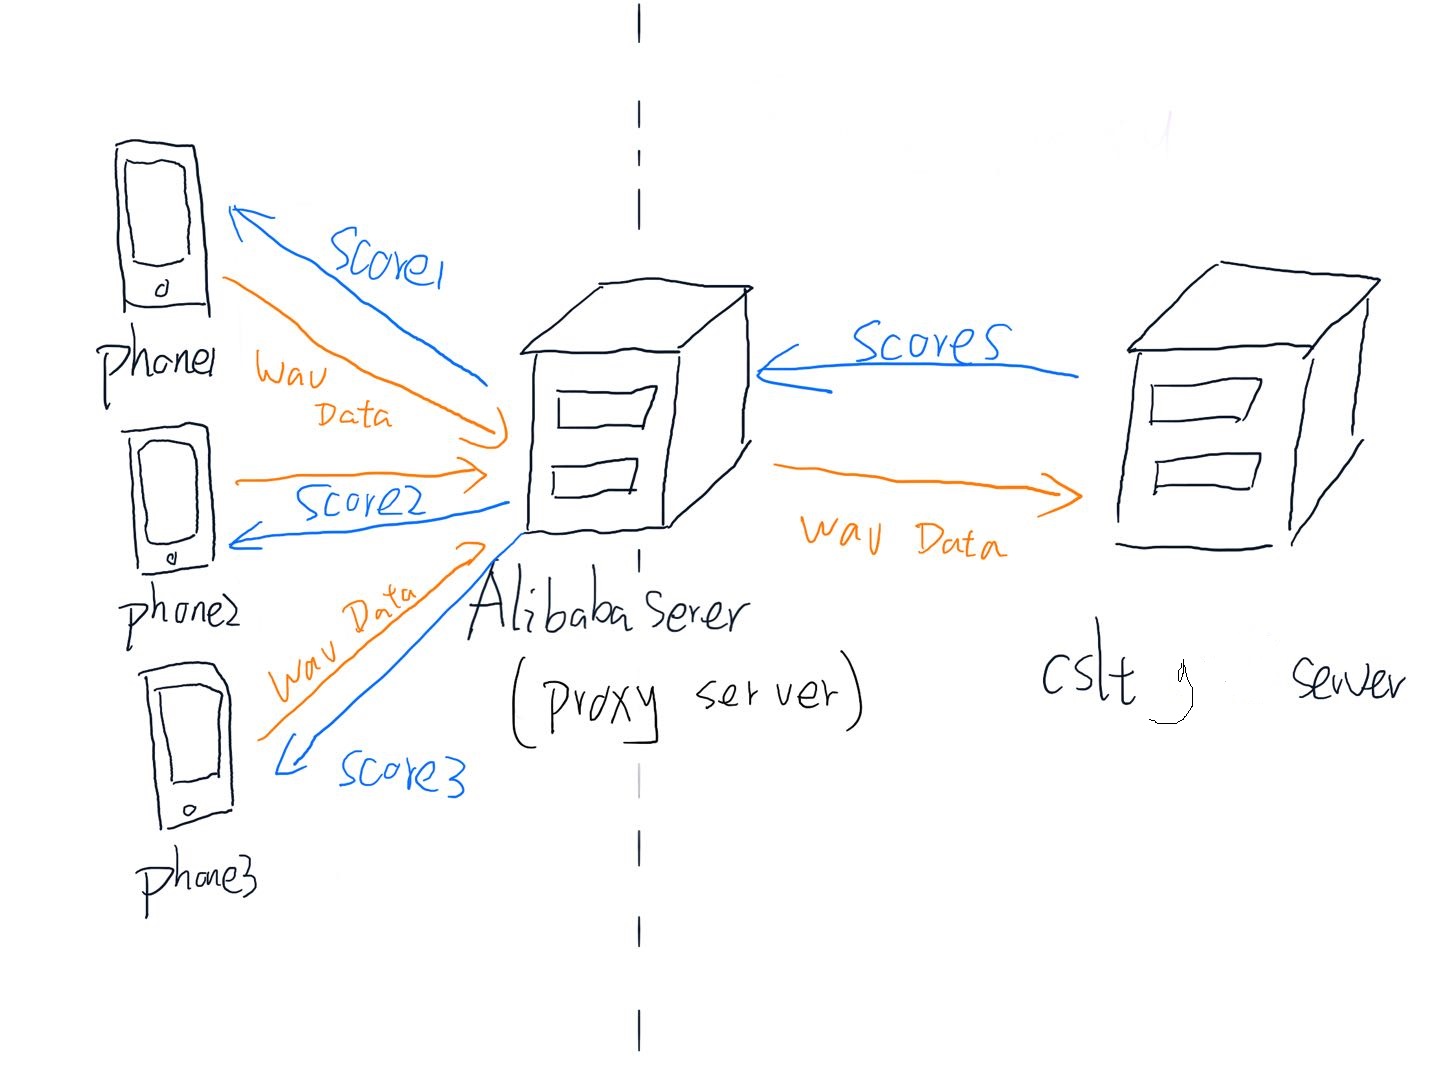 Score1
phone1
Wav
Data
Score2
phone2
Wav Data
Score3
phone3
Alibaba Serer
(proxy server)
Scores
Wav Data
cslt server